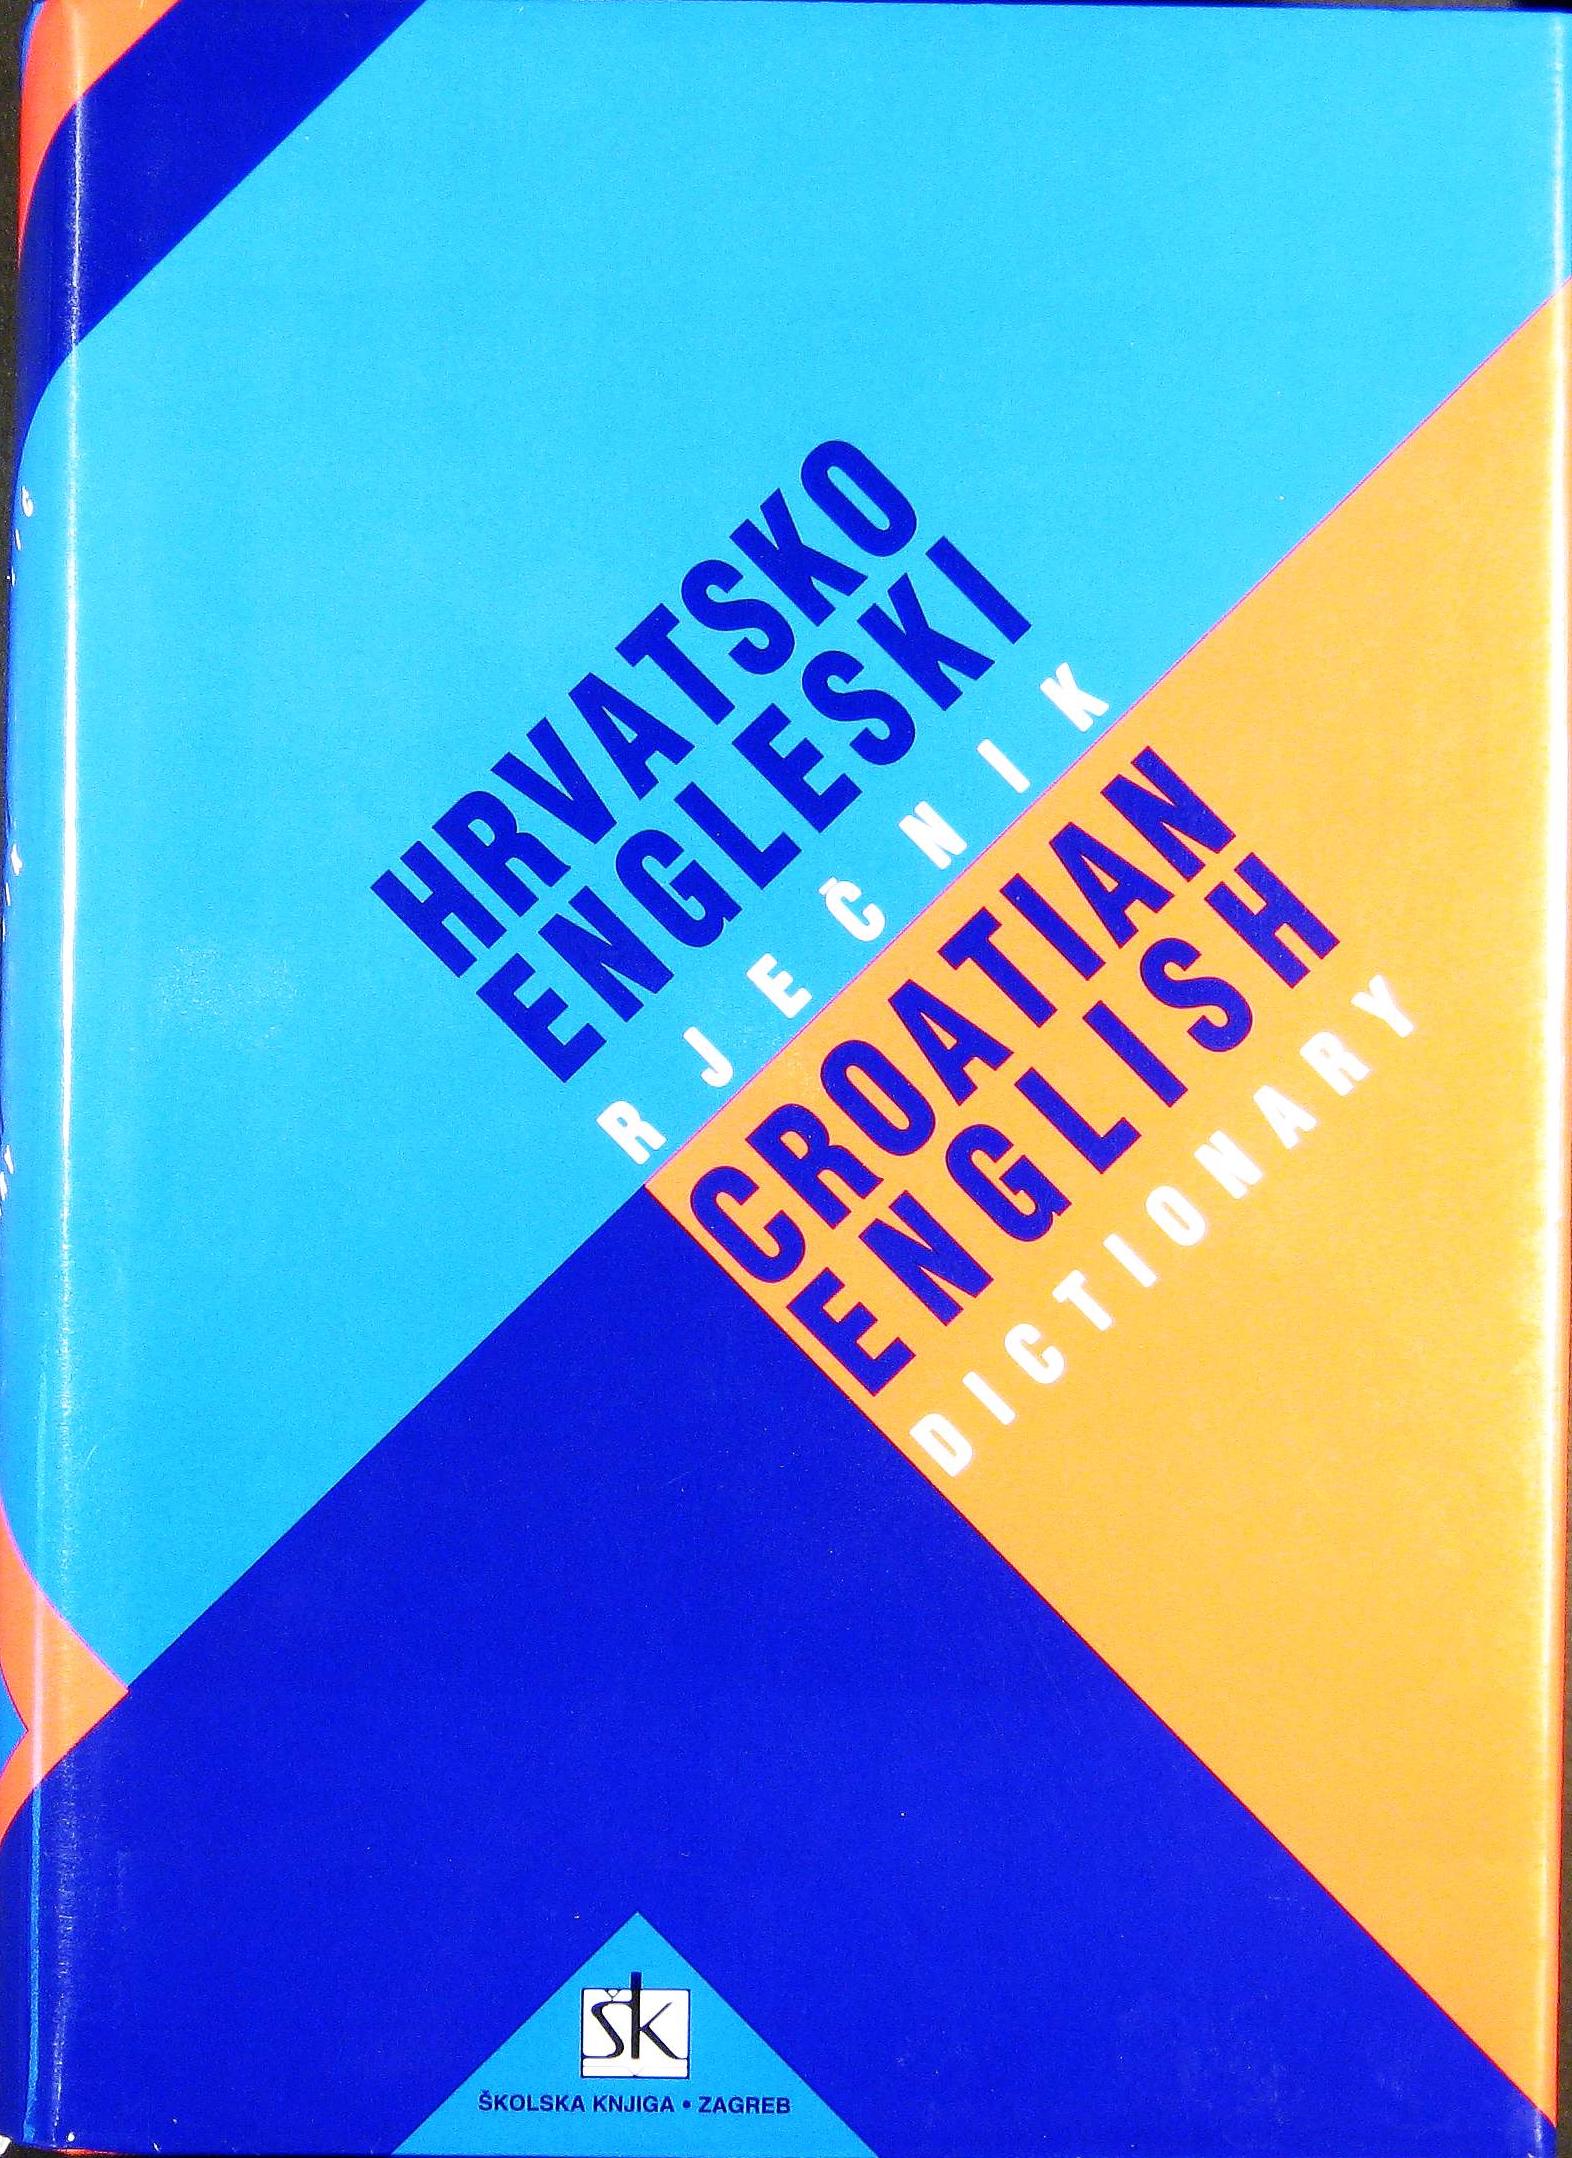 HRVATSKO
ENGLESKI
RJEČNIK
CROATIAN
ENGLISH
DICTIONARY
šk
ŠKOLSKA KNJIGA • ZAGREB